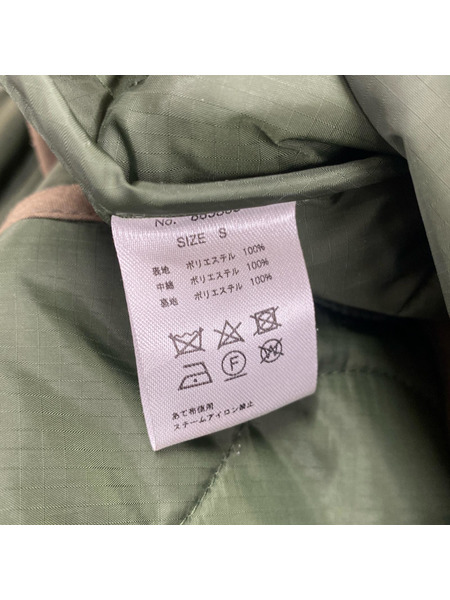 No.
SIZE S
表地 ポリエステル 100%
中綿 ポリエステル 100%
裏地 ポリエステル 100%
あて布使用
スチームアイロン禁止